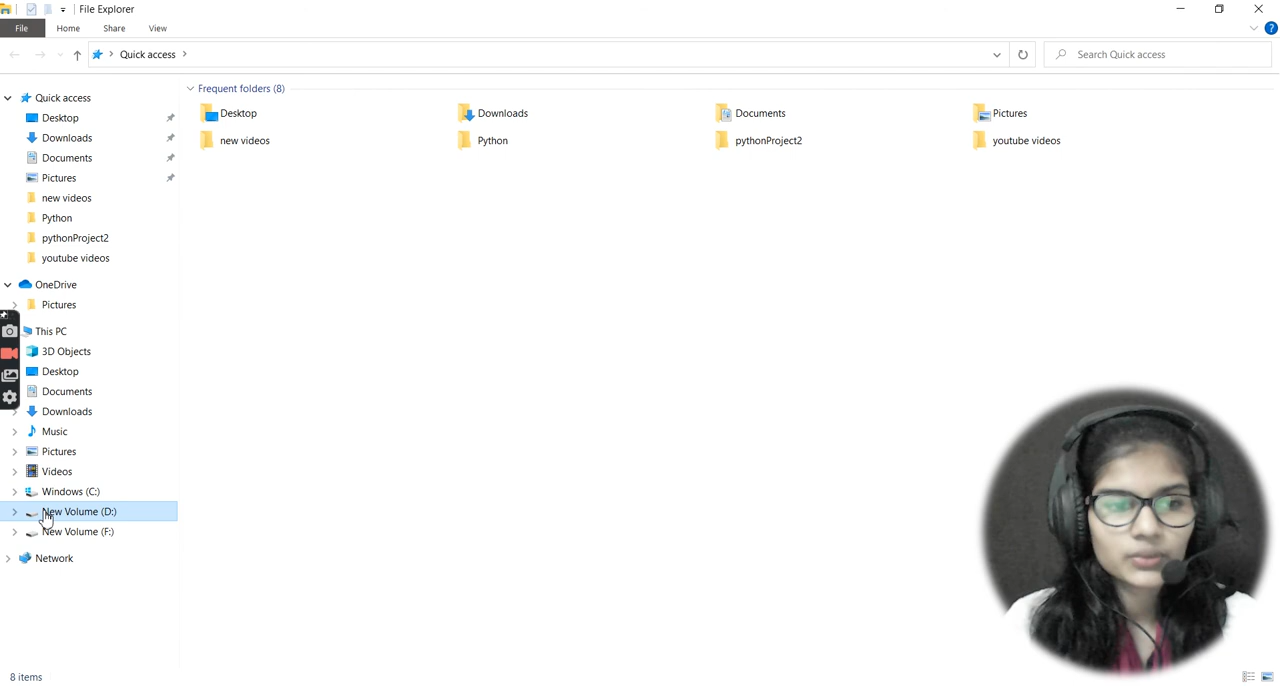 File Explorer
File Home Share View
Quick access Search Quick access
Quick access
Desktop
Downloads
Documents
Pictures
new videos
Python
pythonProject2
youtube videos
OneDrive
Pictures
This PC
3D Objects
Desktop
Documents
Downloads
Music
Pictures
Videos
Windows (C:)
New Volume (D:)
New Volume (F:)
Network
Frequent folders (8)
Desktop Downloads Documents Pictures
new videos Python pythonProject2 youtube videos
8 items